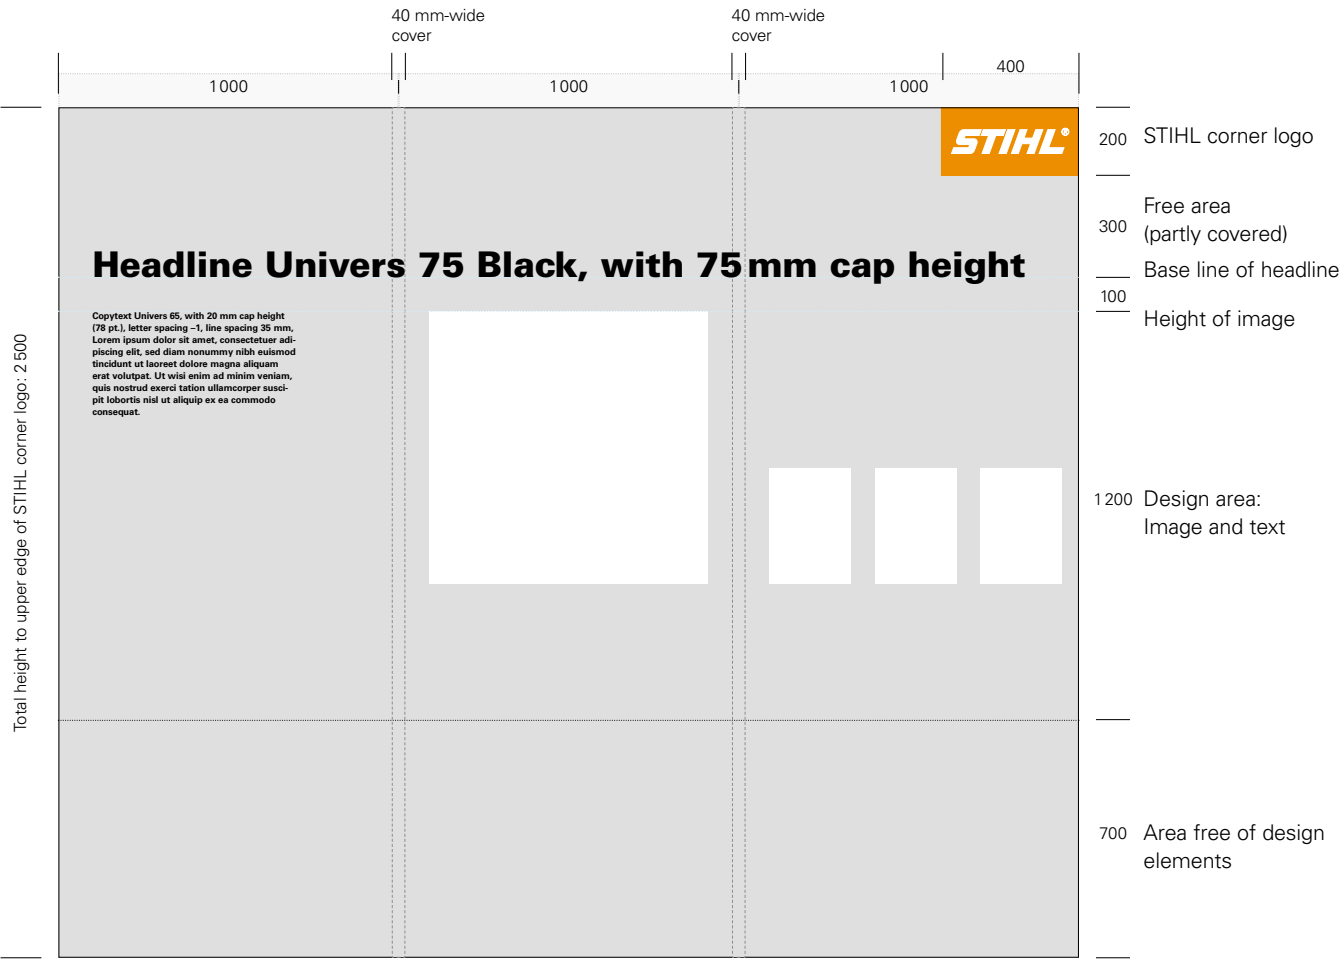 40 mm-wide
cover
40 mm-wide
cover
400
1000
1000
1000
STIHL®
200
STIHL corner logo
300
Free area
(partly covered)
Headline Univers 75 Black, with 75 mm cap height
Base line of headline
100
Height of image
Copytext Univers 65, with 20 mm cap height
(78 pt.), letter spacing –1, line spacing 35 mm,
Lorem ipsum dolor sit amet, consectetuer adi-
piscing elit, sed diam nonummy nibh euismod
tincidunt ut laoreet dolore magna aliquam
erat volutpat. Ut wisi enim ad minim veniam,
quis nostrud exerci tation ullamcorper susci-
pit lobortis nisl ut aliquip ex ea commodo
consequat.
Total height to upper edge of STIHL corner logo: 2 500
1 200
Design area:
Image and text
700
Area free of design
elements